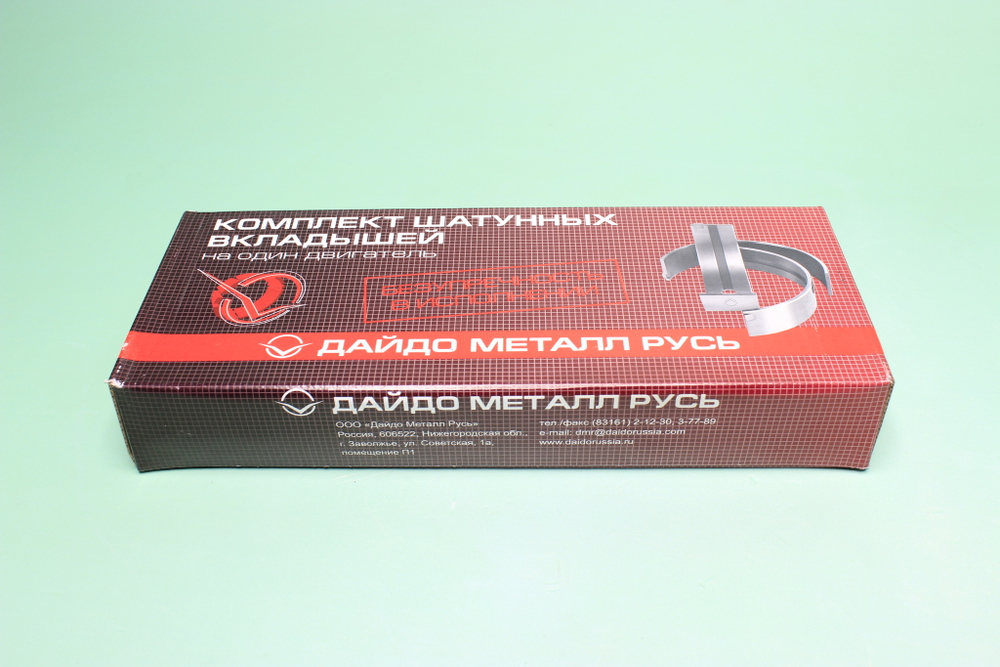 КОМПЛЕКТ ШАТУННЫХ
ВКЛАДЫШЕЙ
на один двигатель
БЕЗУПРЕЧНОСТЬ
В ИСПОЛНЕНИИ
ДАЙДО МЕТАЛЛ РУСЬ
ДАЙДО МЕТАЛЛ РУСЬ
ООО «Дайдо Металл Русь»
Россия, 606522, Нижегородская обл.,
г. Заволжье, ул. Советская, 1а,
помещение П1
тел./факс (83161) 2-12-30, 3-77-89
e-mail: dmr@daidorussia.com
www.daidorussia.ru